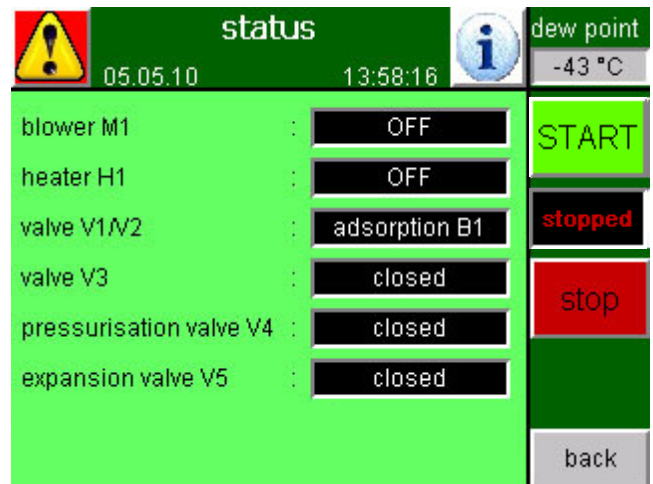 status
05.05.10 13:58:16
i
dew point
-43 °C
blower M1 : OFF
heater H1 : OFF
valve V1/V2 : adsorption B1
valve V3 : closed
pressurisation valve V4 : closed
expansion valve V5 : closed
START
stopped
stop
back